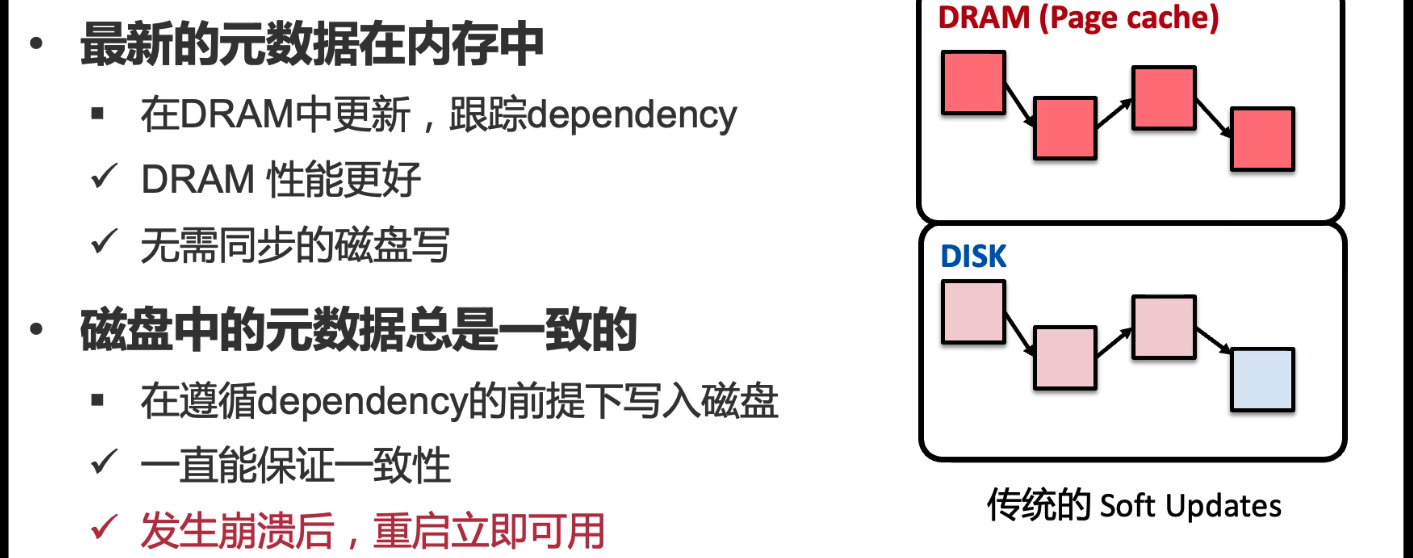 • 最新的元数据在内存中
▪ 在DRAM中更新，跟踪dependency
✓ DRAM 性能更好
✓ 无需同步的磁盘写
• 磁盘中的元数据总是一致的
▪ 在遵循dependency的前提下写入磁盘
✓ 一直能保证一致性
✓ 发生崩溃后，重启立即可用
DRAM (Page cache)
DISK
传统的 Soft Updates